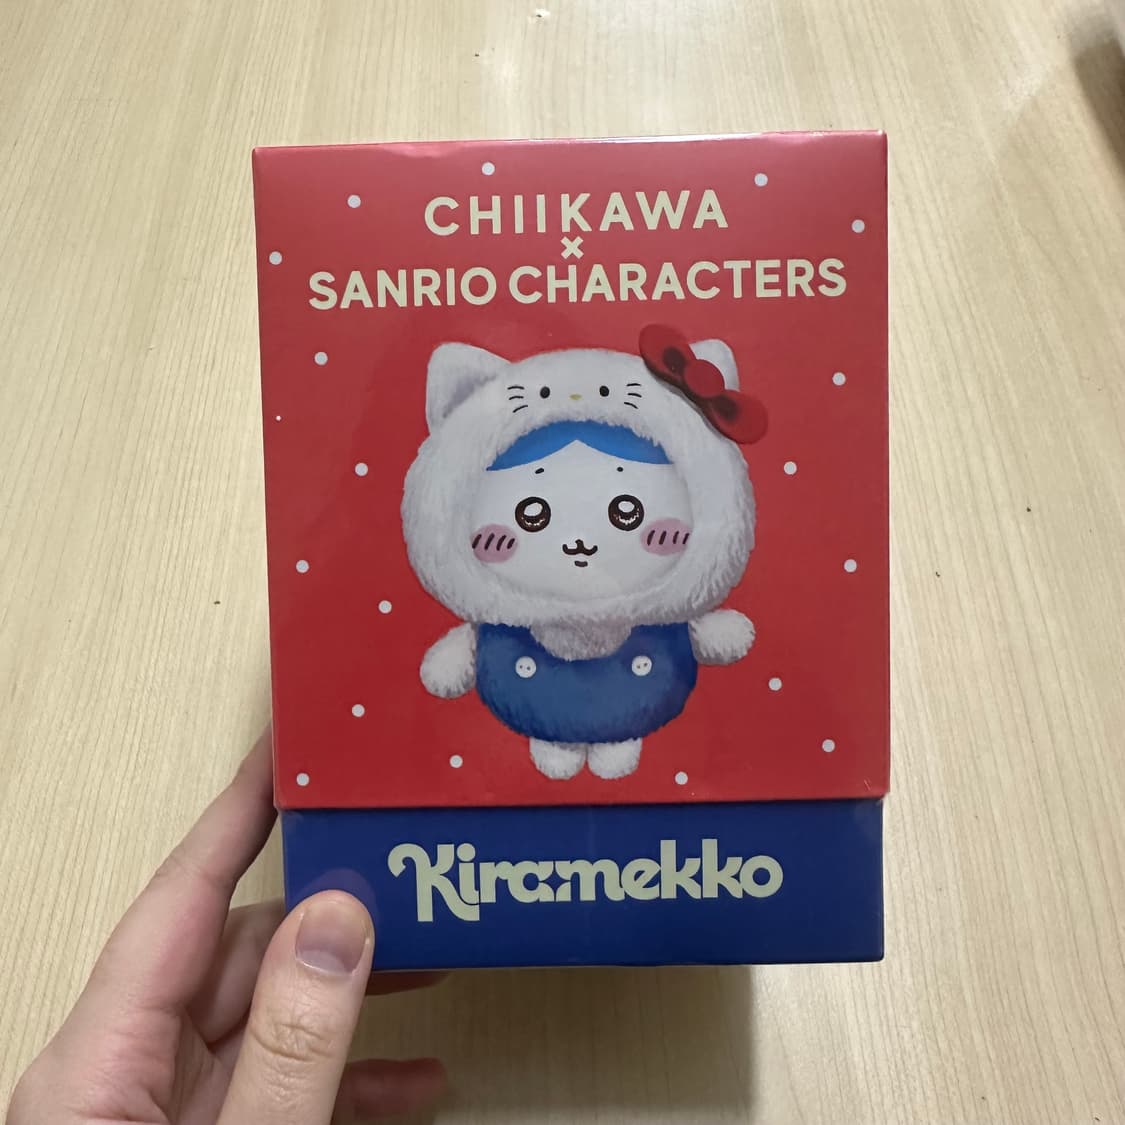 CHIIKAWA
×
SANRIO CHARACTERS
Kiramekko